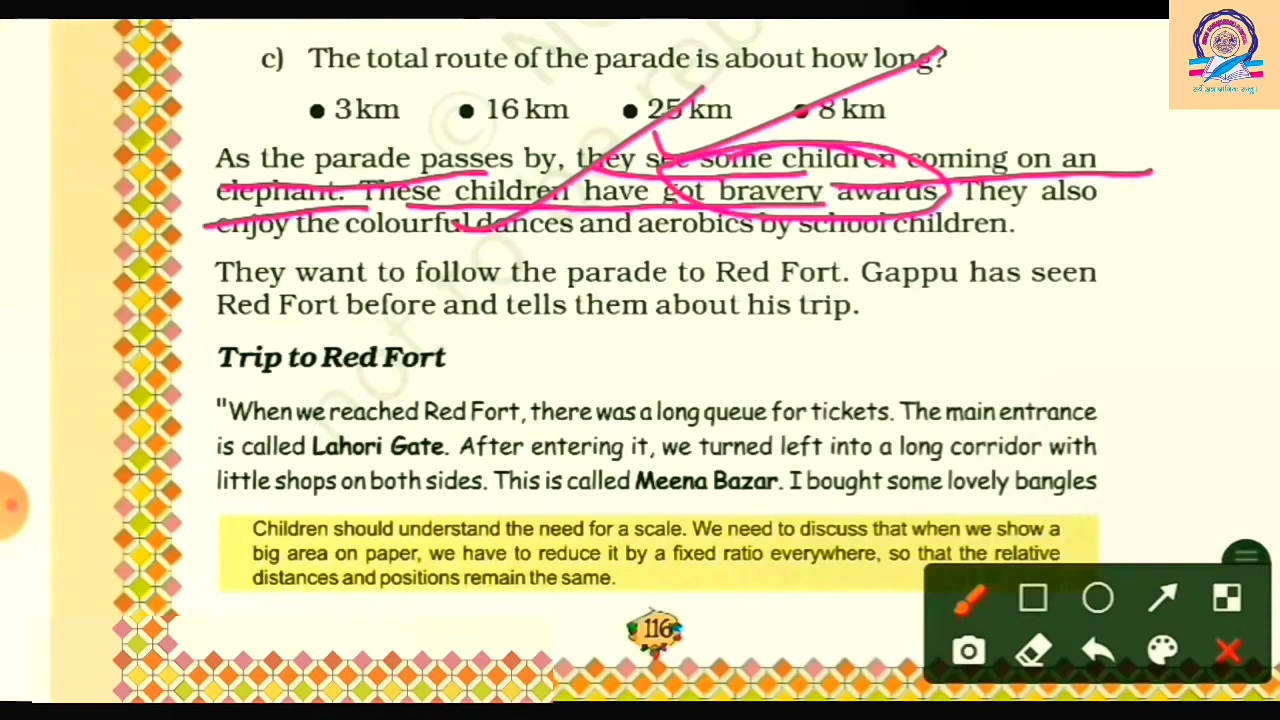 c) The total route of the parade is about how long?
• 3 km • 16 km • 25 km • 8 km
As the parade passes by, they see some children coming on an
elephant. These children have got bravery awards. They also
enjoy the colourful dances and aerobics by school children.
They want to follow the parade to Red Fort. Gappu has seen
Red Fort before and tells them about his trip.
Trip to Red Fort
"When we reached Red Fort, there was a long queue for tickets. The main entrance
is called Lahori Gate. After entering it, we turned left into a long corridor with
little shops on both sides. This is called Meena Bazar. I bought some lovely bangles
Children should understand the need for a scale. We need to discuss that when we show a
big area on paper, we have to reduce it by a fixed ratio everywhere, so that the relative
distances and positions remain the same.
116